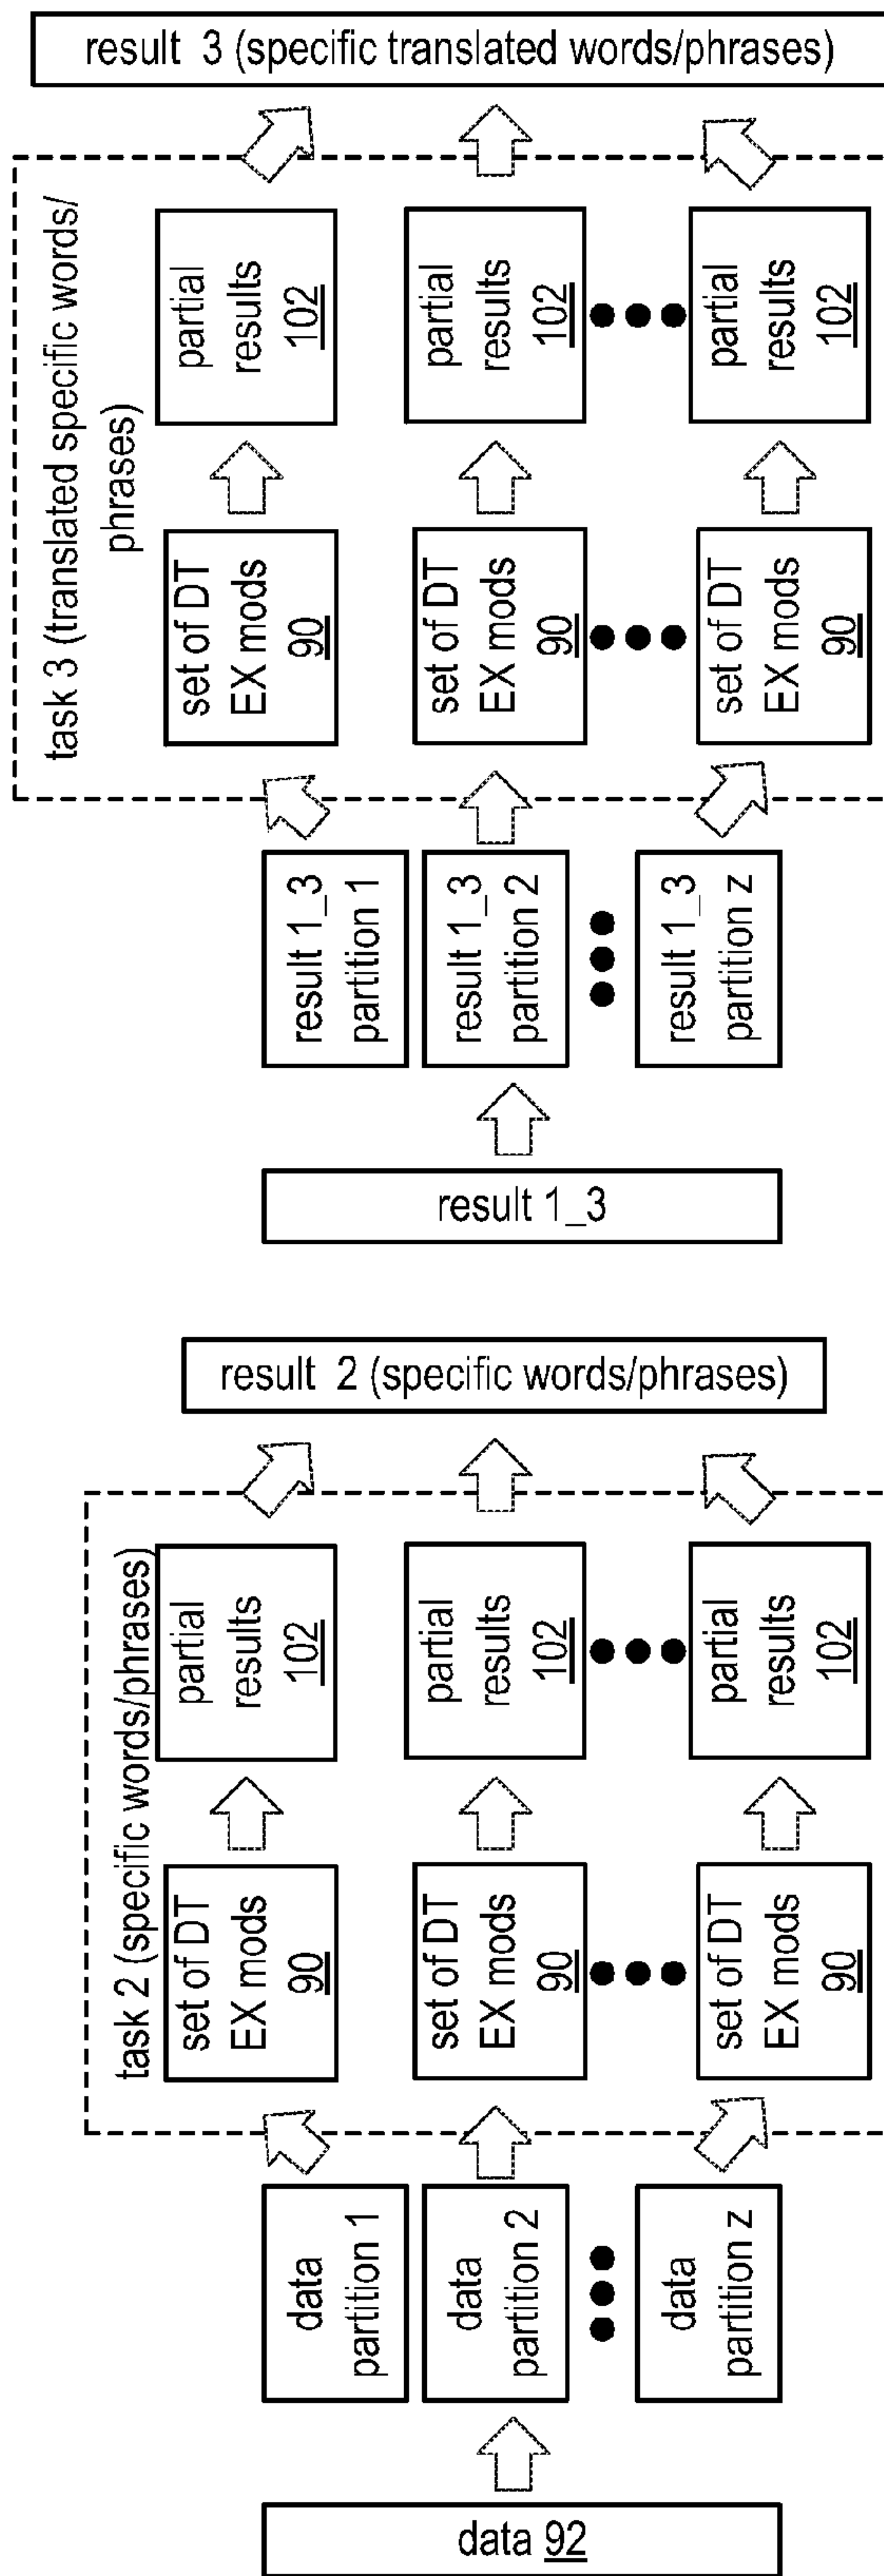 task 2 (specific words/phrases)
data 92
data
partition 1
data
partition 2
data
partition z
set of DT
EX mods
90
set of DT
EX mods
90
set of DT
EX mods
90
partial
results
102
partial
results
102
partial
results
102
result 2 (specific words/phrases)
task 3 (translated specific words/
phrases)
result 1_3
result 1_3
partition 1
result 1_3
partition 2
result 1_3
partition z
set of DT
EX mods
90
set of DT
EX mods
90
set of DT
EX mods
90
partial
results
102
partial
results
102
partial
results
102
result 3 (specific translated words/phrases)